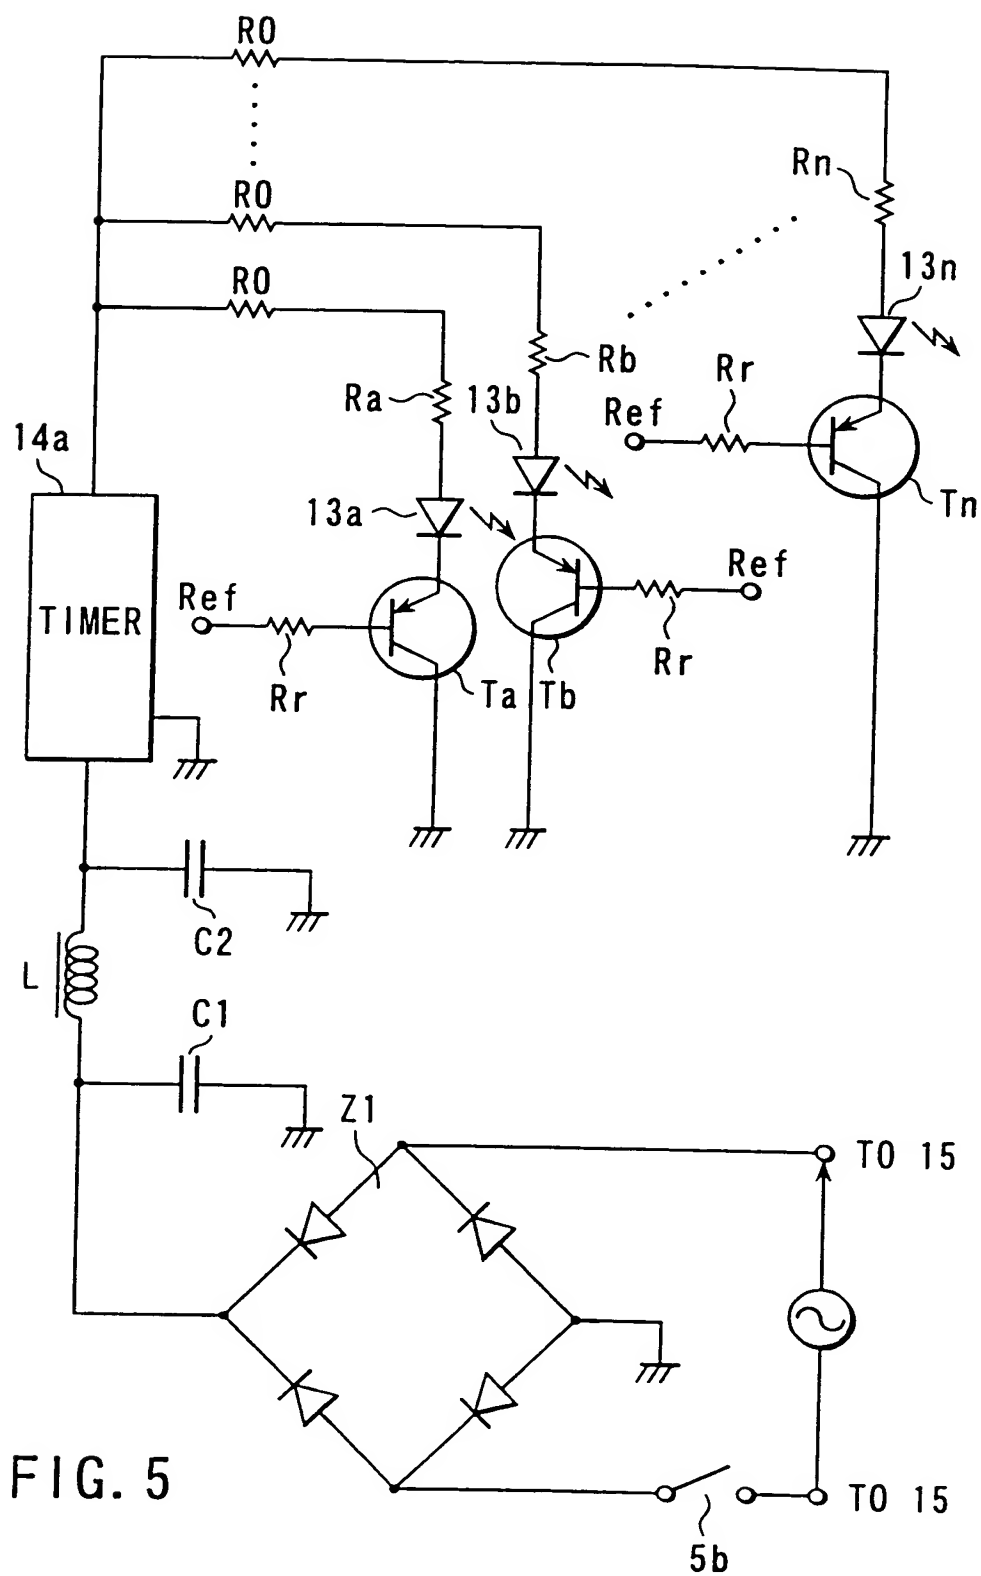 R0
Rn
R0
13n
R0
Rb
Rr
Ra
13b
Ref
14a
13a
Tn
Ref
Ref
TIMER
Rr
Rr
Ta
Tb
C2
L
C1
Z1
TO 15
FIG. 5
TO 15
5b